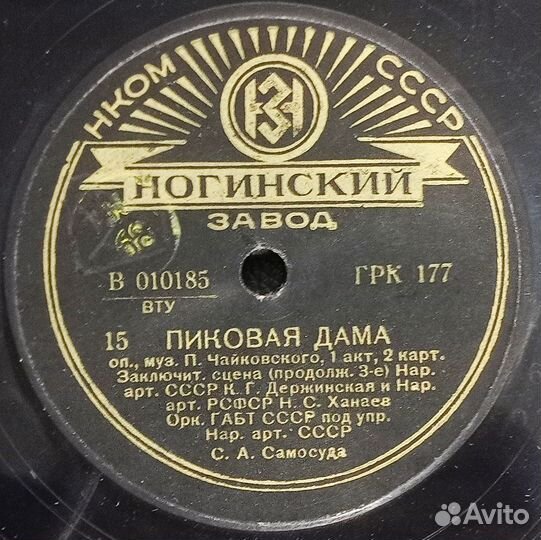 НКОМ СССР
НЗ
НОГИНСКИЙ
ЗАВОД
В 010185 ГРК 177
ВТУ
15 ПИКОВАЯ ДАМА
оп., муз. П. Чайковского, 1 акт, 2 карт.
Заключит. сцена (продолж. 3-е) Нар.
арт. СССР К. Г. Держинская и Нар.
арт. РСФСР Н. С. Ханаев
Орк. ГАБТ СССР под упр.
Нар. арт. СССР
С. А. Самосуда
Avito